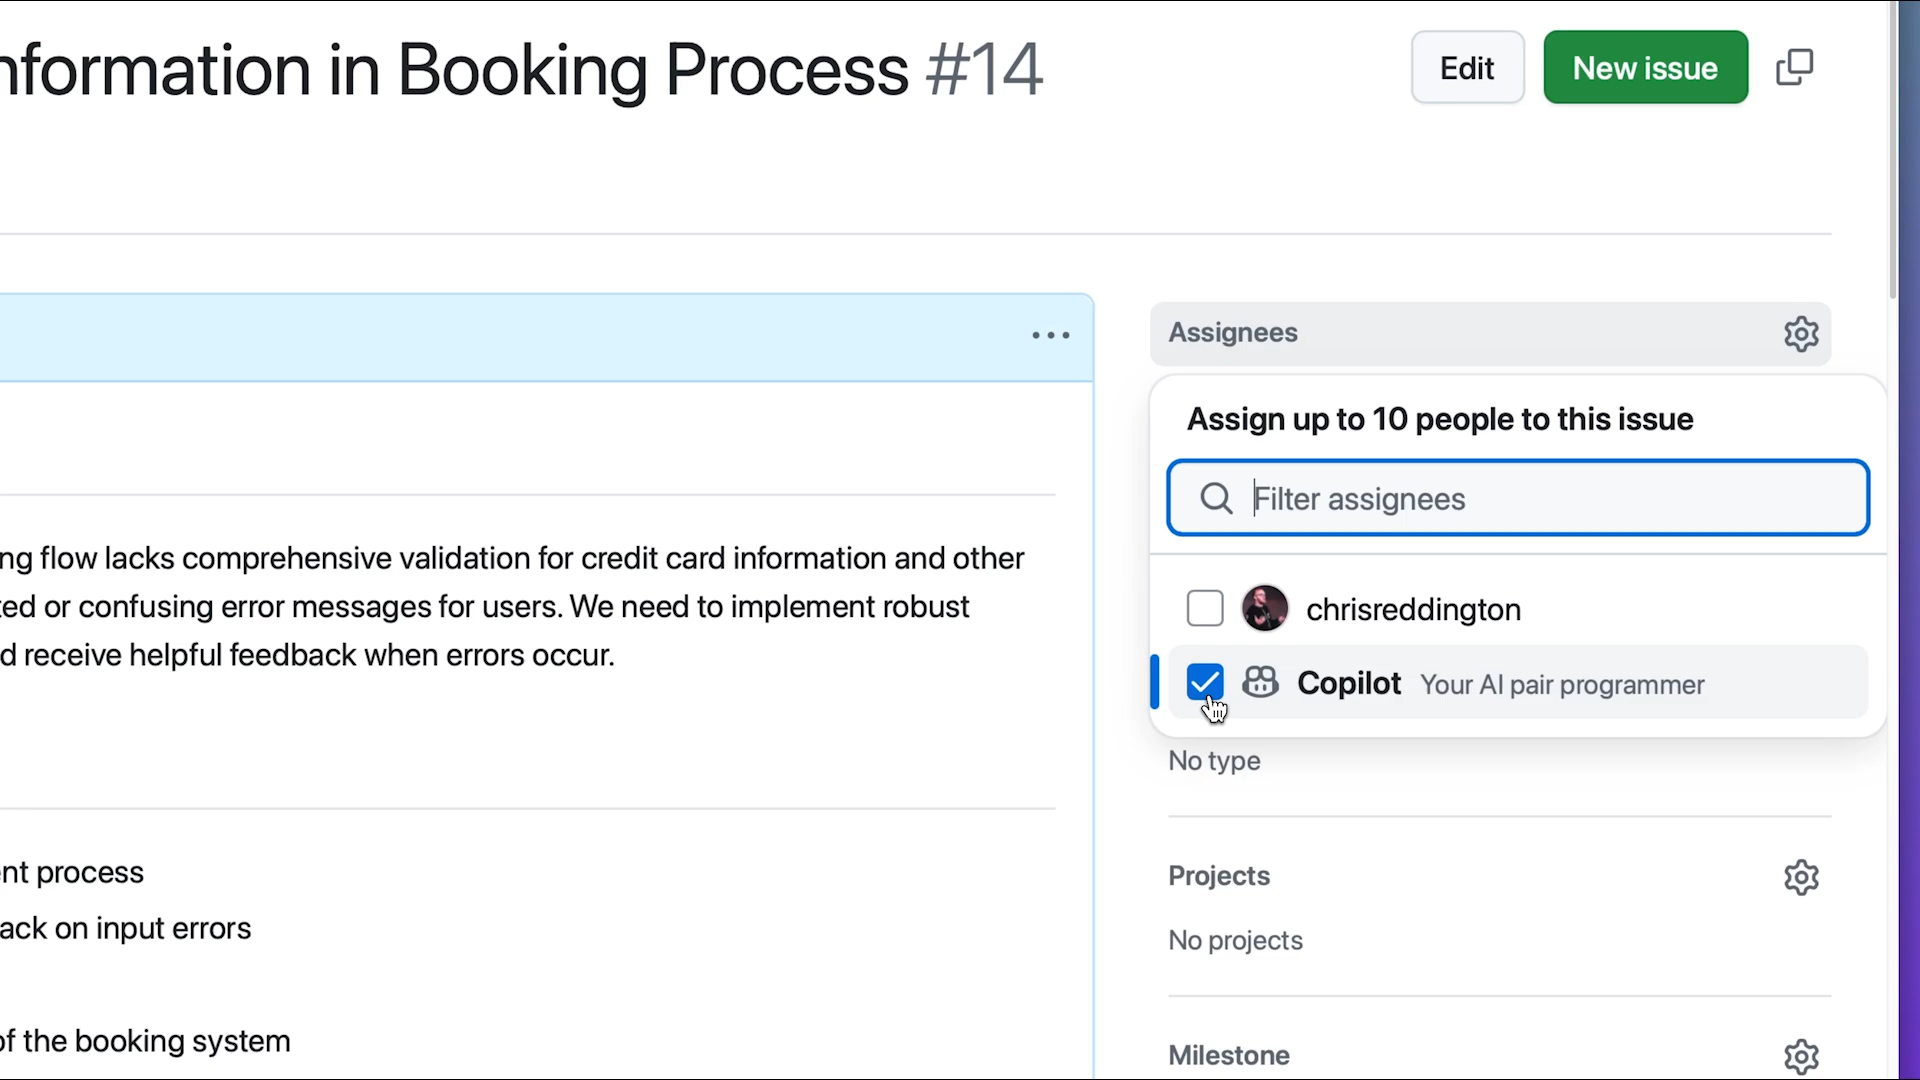 nformation in Booking Process #14
Edit
New issue
Assignees
Assign up to 10 people to this issue
Filter assignees
chrisreddington
Copilot Your AI pair programmer
No type
Projects
No projects
Milestone
ng flow lacks comprehensive validation for credit card information and other
ted or confusing error messages for users. We need to implement robust
d receive helpful feedback when errors occur.
nt process
ack on input errors
of the booking system